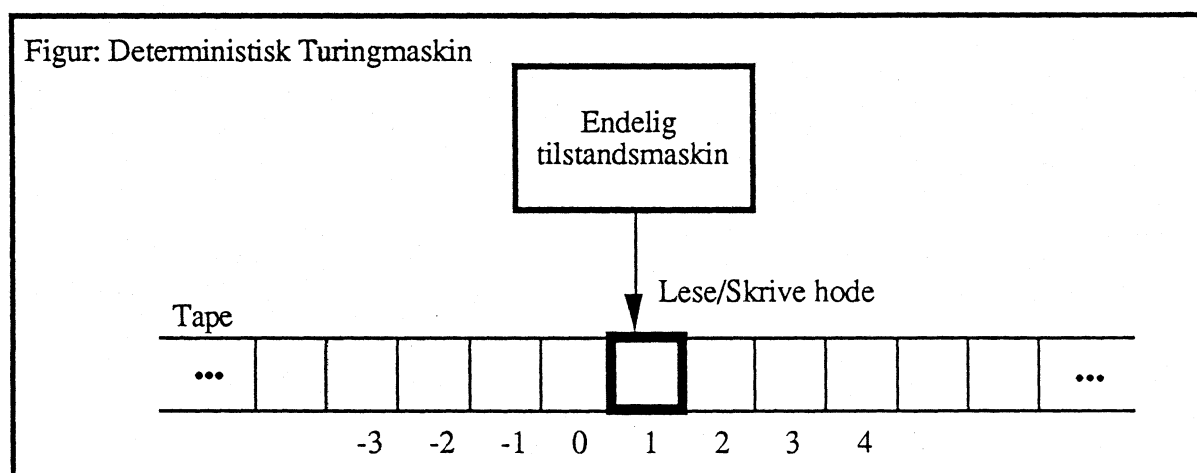 Figur: Deterministisk Turingmaskin
Endelig
tilstandsmaskin
Lese/Skrive hode
Tape
••• •••
-3 -2 -1 0 1 2 3 4